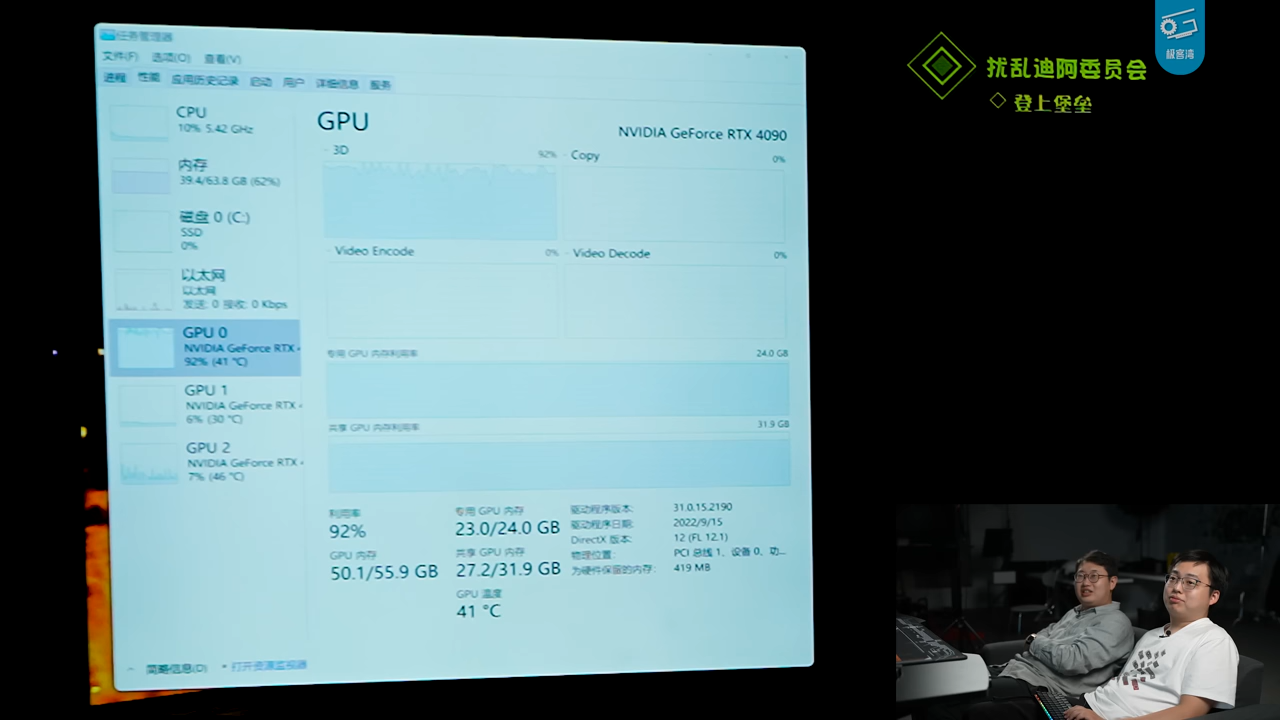 任务管理器
文件(F) 选项(O) 查看(V)
进程 性能 应用历史记录 启动 用户 详细信息 服务
CPU
10% 5.42 GHz
内存
39.4/63.8 GB (62%)
磁盘 0 (C:)
SSD
0%
以太网
以太网
发送: 0 接收: 0 Kbps
GPU 0
NVIDIA GeForce RTX
92% (41 °C)
GPU 1
NVIDIA GeForce RTX
6% (30 °C)
GPU 2
NVIDIA GeForce RTX
7% (46 °C)
简略信息(D)
打开资源监视器
GPU
NVIDIA GeForce RTX 4090
3D 92%
Copy 0%
Video Encode 0%
Video Decode 0%
专用 GPU 内存利用率 24.0 GB
共享 GPU 内存利用率 31.9 GB
利用率
92%
GPU 内存
50.1/55.9 GB
专用 GPU 内存
23.0/24.0 GB
共享 GPU 内存
27.2/31.9 GB
GPU 温度
41 °C
驱动程序版本: 31.0.15.2190
驱动程序日期: 2022/9/15
DirectX 版本: 12 (FL 12.1)
物理位置: PCI 总线 1、设备 0、功...
为硬件保留的内存: 419 MB
扰乱迪阿委员会
登上堡垒
极客湾